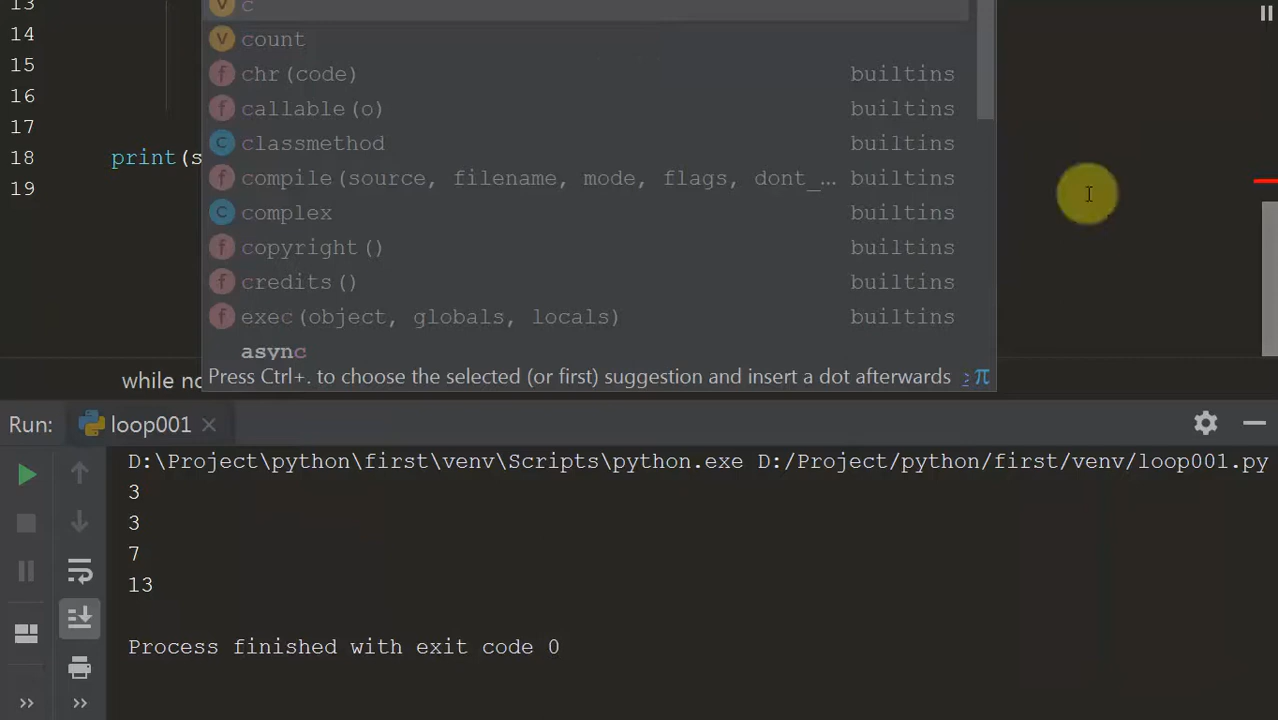 13
c
count
14
chr(code) builtins
15
callable(o) builtins
16
classmethod builtins
17
18 print(s
compile(source, filename, mode, flags, dont_... builtins
19
complex builtins
copyright() builtins
credits() builtins
exec(object, globals, locals) builtins
async
Press Ctrl+. to choose the selected (or first) suggestion and insert a dot afterwards >: π
while no
Run: loop001
D:\Project\python\first\venv\Scripts\python.exe D:/Project/python/first/venv/loop001.py
3
3
7
13
Process finished with exit code 0